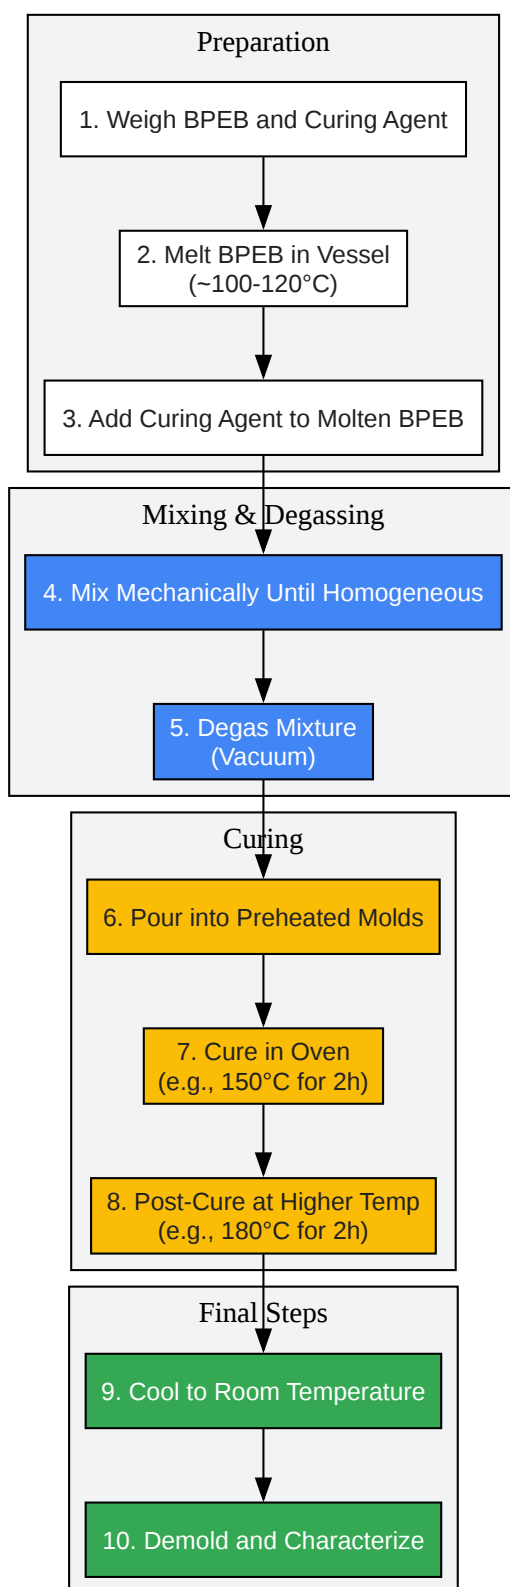 Preparation
1. Weigh BPEB and Curing Agent
2. Melt BPEB in Vessel
(~100-120°C)
3. Add Curing Agent to Molten BPEB
Mixing & Degassing
4. Mix Mechanically Until Homogeneous
5. Degas Mixture
(Vacuum)
Curing
6. Pour into Preheated Molds
7. Cure in Oven
(e.g., 150°C for 2h)
8. Post-Cure at Higher Temp
(e.g., 180°C for 2h)
Final Steps
9. Cool to Room Temperature
10. Demold and Characterize